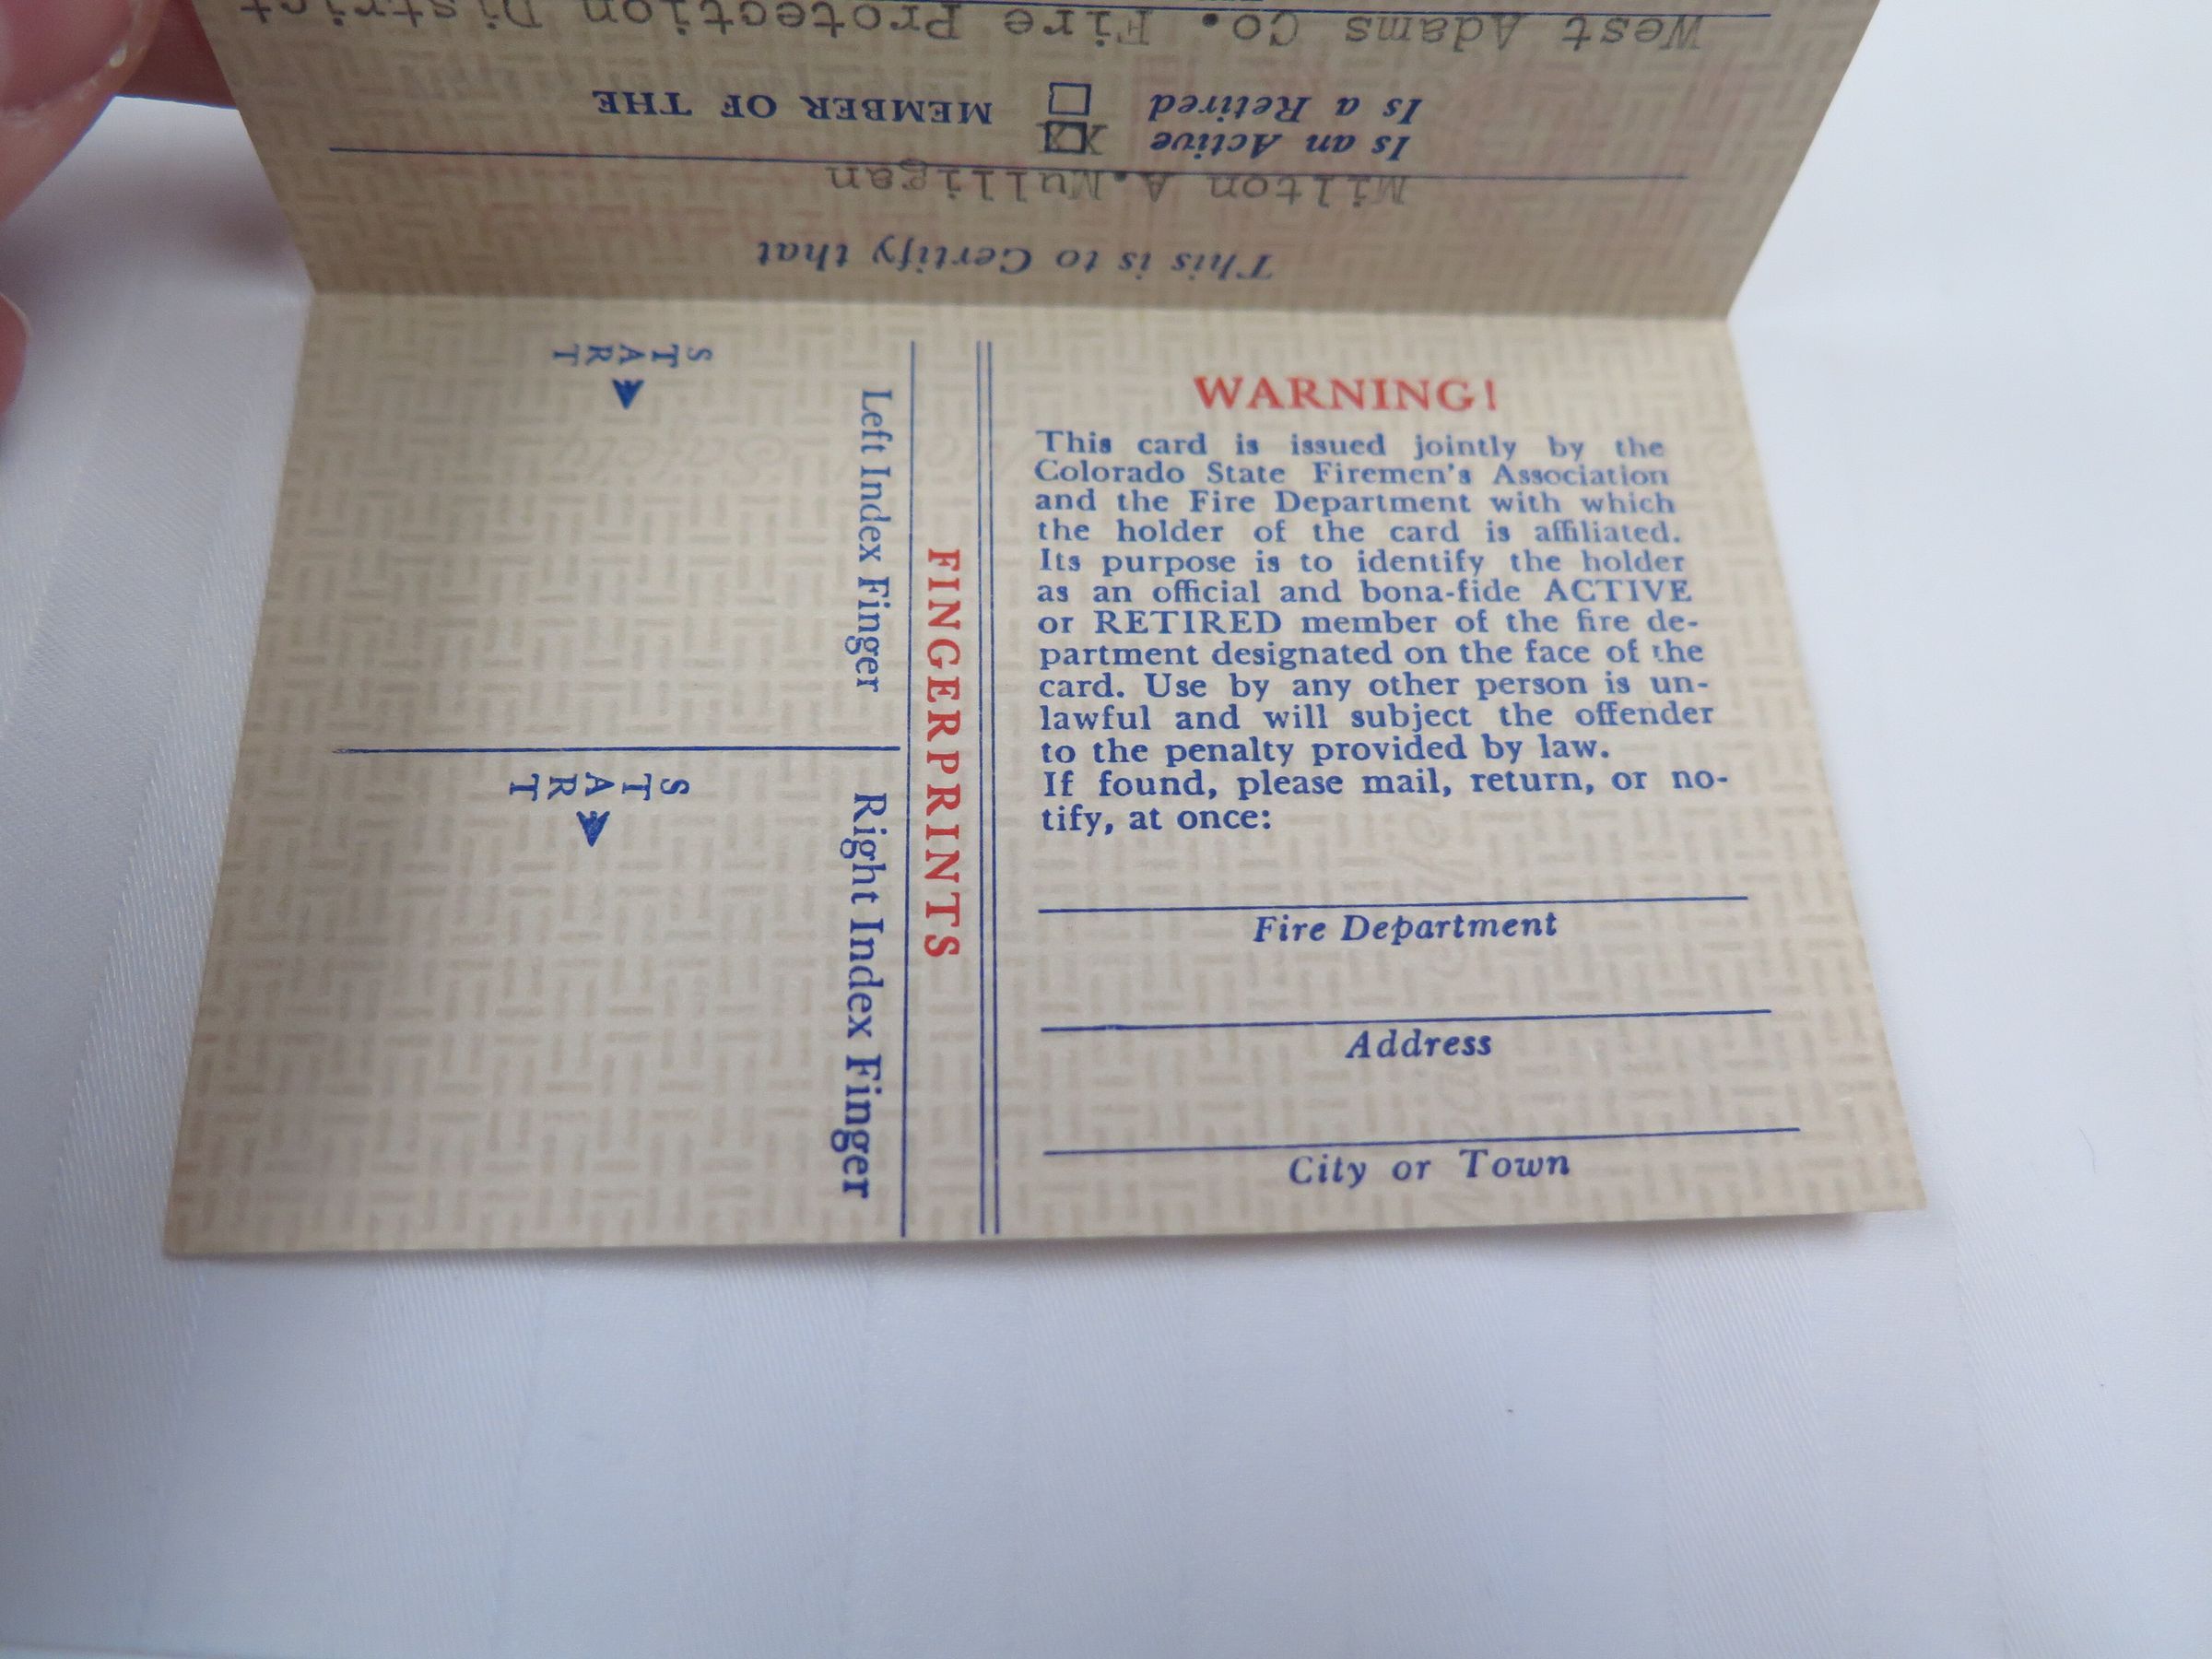 This is to Certify that
Milton A.Mulligan
Is an Active XX
Is a Retired MEMBER OF THE
West Adams Co. Fire Protection District
WARNING!
This card is issued jointly by the
Colorado State Firemen's Association
and the Fire Department with which
the holder of the card is affiliated.
Its purpose is to identify the holder
as an official and bona-fide ACTIVE
or RETIRED member of the fire de-
partment designated on the face of the
card. Use by any other person is un-
lawful and will subject the offender
to the penalty provided by law.
If found, please mail, return, or no-
tify, at once:
Fire Department
Address
City or Town
FINGERPRINTS
Left Index Finger
START
Right Index Finger
START